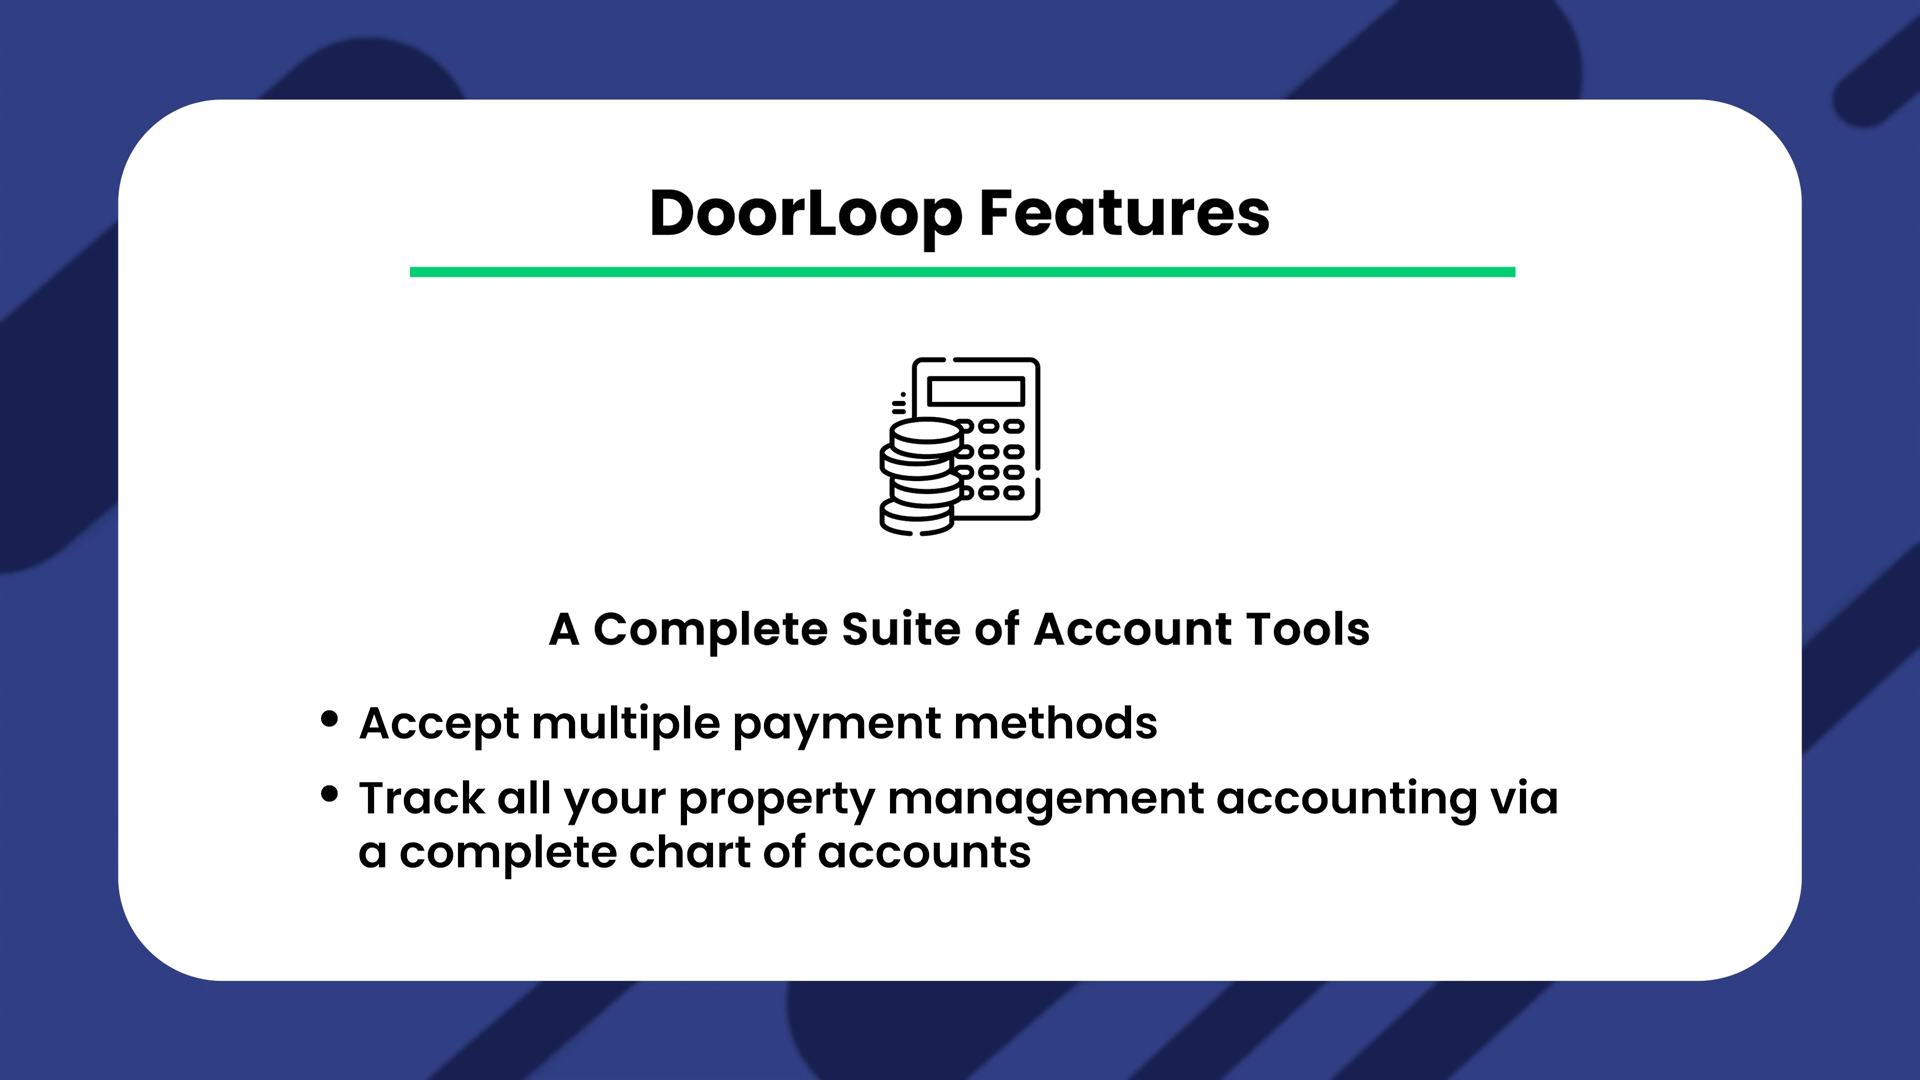 DoorLoop Features
A Complete Suite of Account Tools
• Accept multiple payment methods
• Track all your property management accounting via
a complete chart of accounts